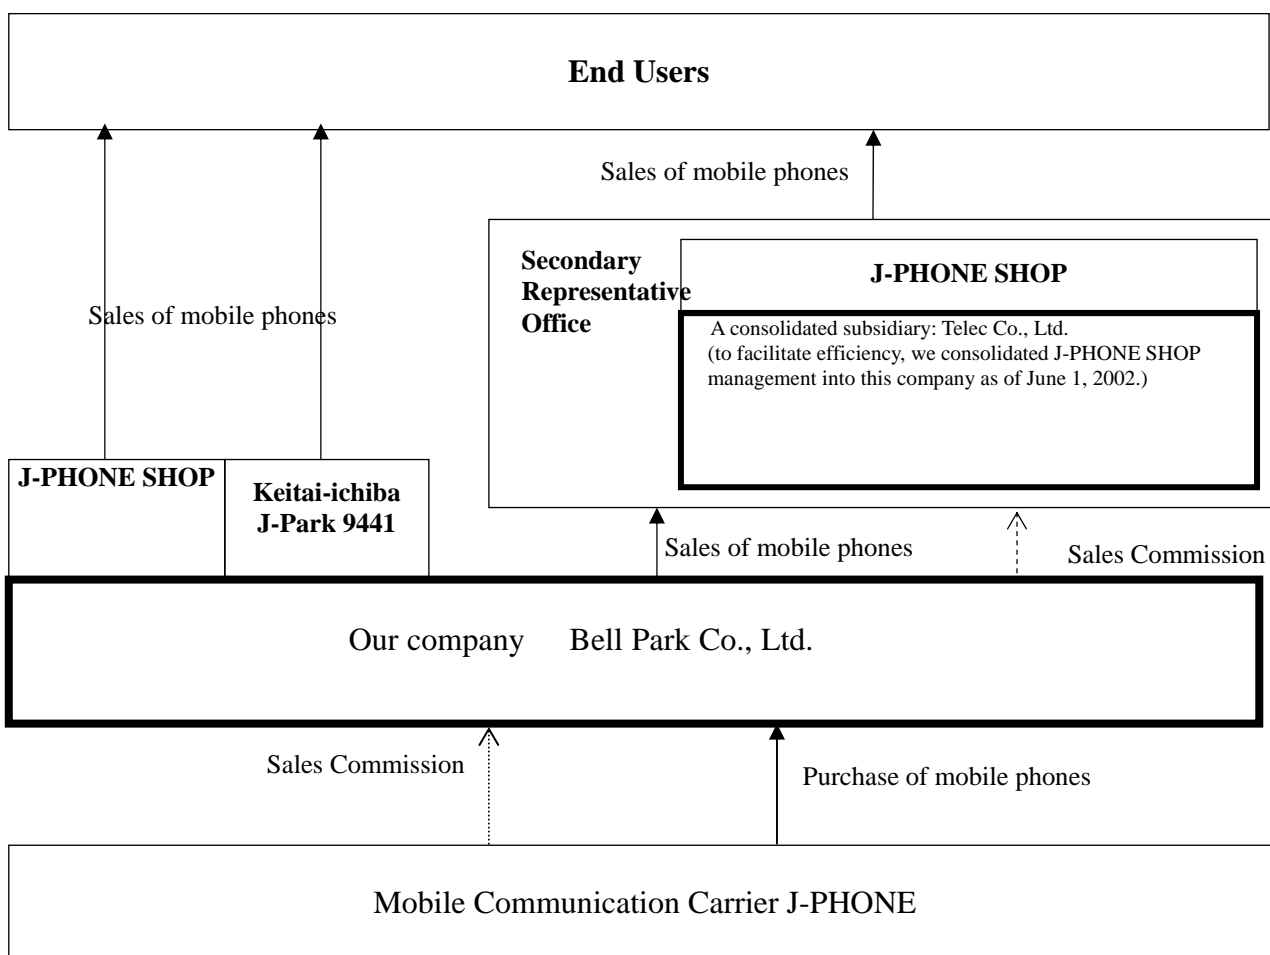 End Users
Sales of mobile phones
Secondary
Representative
Office
J-PHONE SHOP
Sales of mobile phones
A consolidated subsidiary: Telec Co., Ltd.
(to facilitate efficiency, we consolidated J-PHONE SHOP
management into this company as of June 1, 2002.)
J-PHONE SHOP
Keitai-ichiba
J-Park 9441
Sales of mobile phones
Sales Commission
Our company Bell Park Co., Ltd.
Sales Commission
Purchase of mobile phones
Mobile Communication Carrier J-PHONE